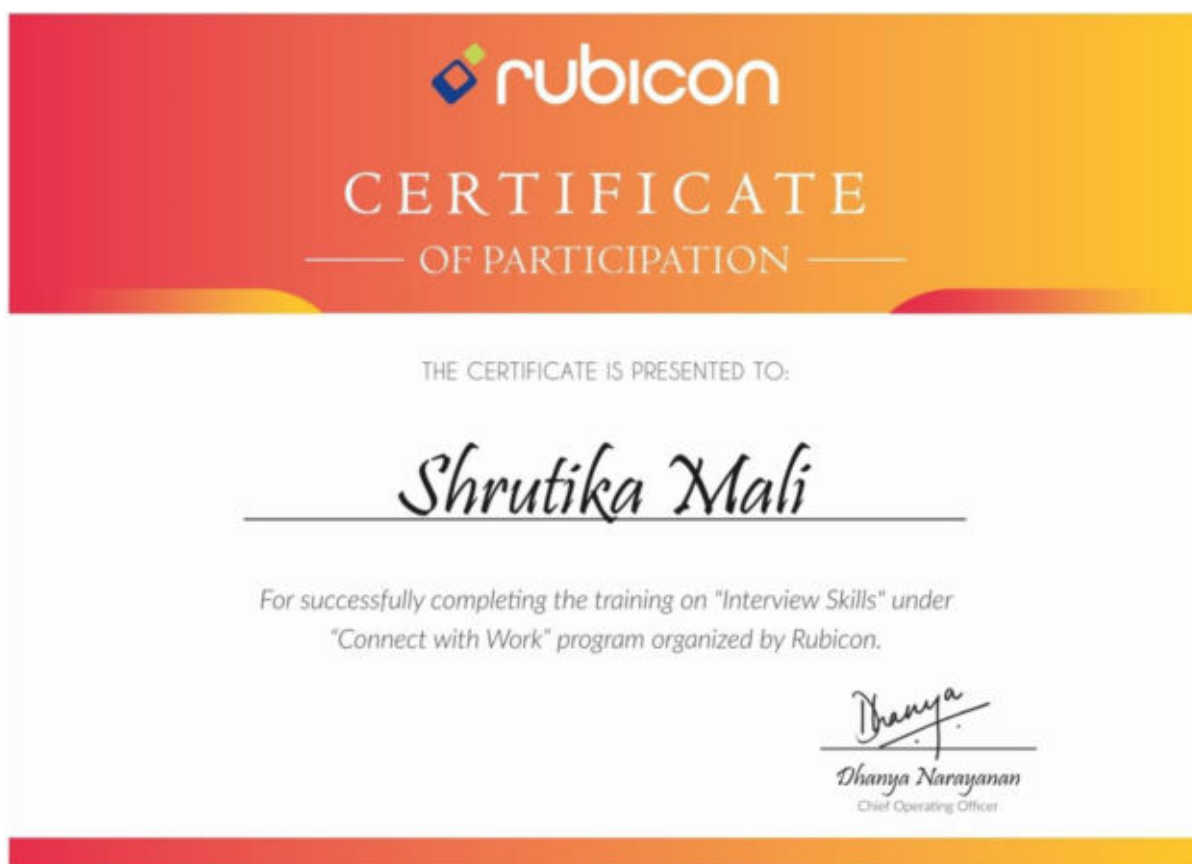 rubicon
CERTIFICATE
OF PARTICIPATION
THE CERTIFICATE IS PRESENTED TO:
Shrutika Mali
For successfully completing the training on "Interview Skills" under
"Connect with Work" program organized by Rubicon.
Dhanya
Dhanya Narayanan
Chief Operating Officer